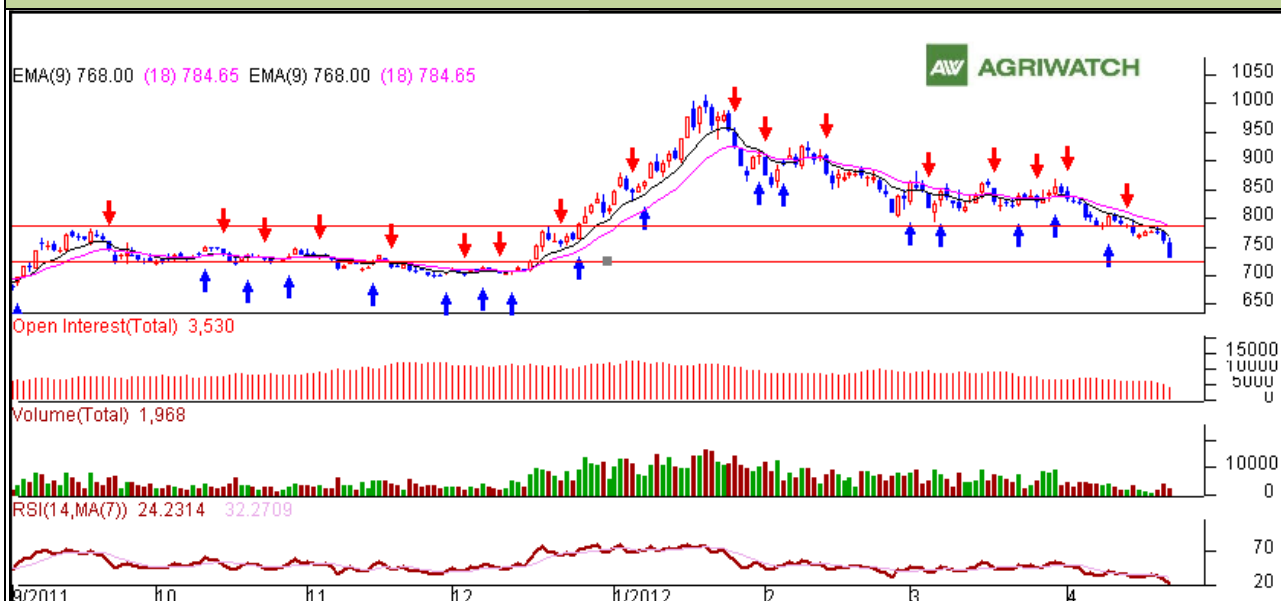 AW AGRIWATCH
EMA(9) 768.00 (18) 784.65 EMA(9) 768.00 (18) 784.65
1050
1000
950
900
850
800
750
700
650
Open Interest(Total) 3,530
15000
10000
5000
0
Volume(Total) 1,968
10000
0
RSI(14,MA(7)) 24.2314 32.2709
70
20
9/2011 10 11 12 1/2012 2 3 4